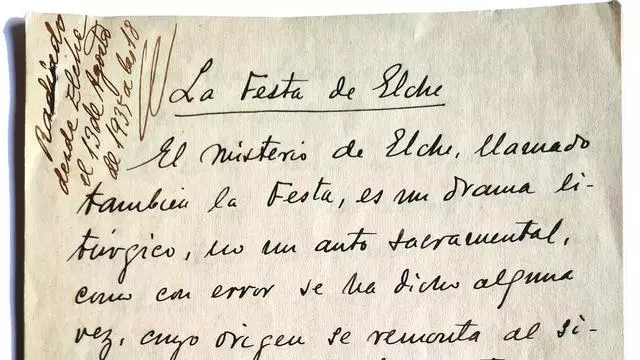 Radiado
desde Elche
el 13 de Agosto
de 1935 a las 18
La Festa de Elche
El misterio de Elche, llamado
también la Festa, es un drama li-
túrgico, no un auto sacramental,
como con error se ha dicho alguna
vez, cuyo origen se remonta al si-